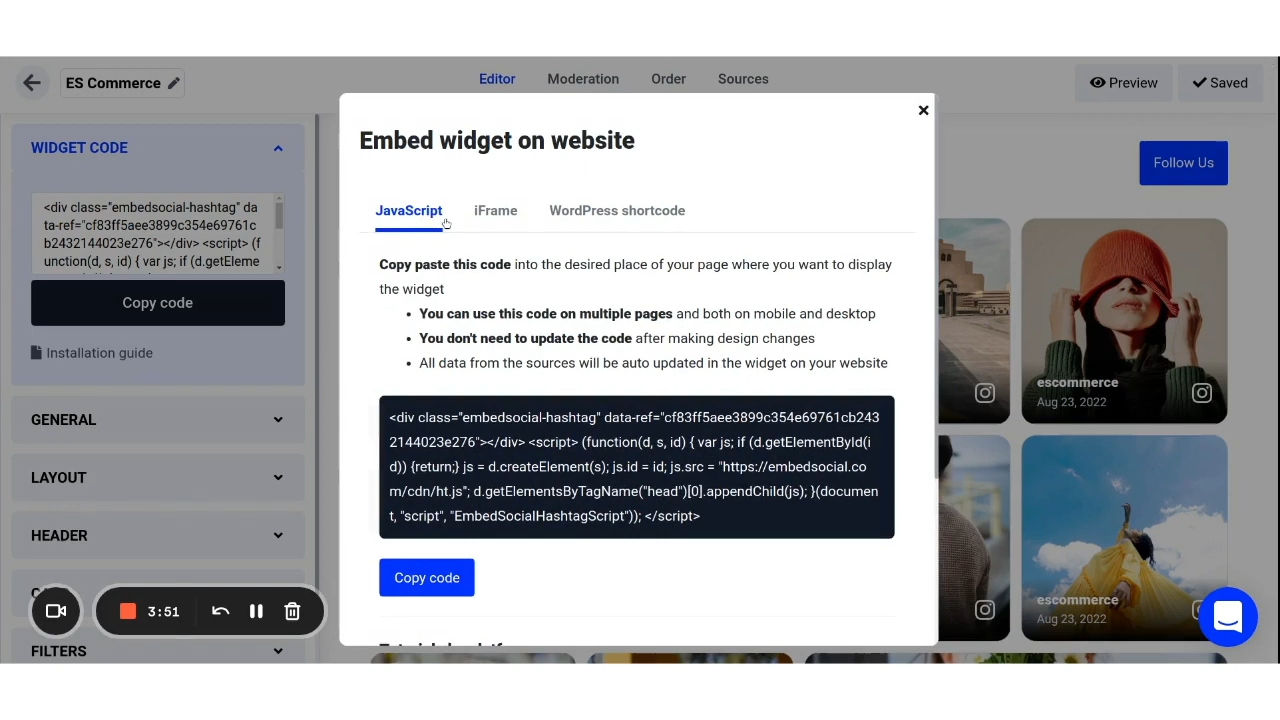 ES Commerce
Editor
Moderation
Order
Sources
Preview
Saved
WIDGET CODE
<div class="embedsocial-hashtag" da
ta-ref="cf83ff5aee3899c354e69761c
b2432144023e276"></div> <script> (f
unction(d, s, id) { var js; if (d.getEleme
Copy code
Installation guide
GENERAL
LAYOUT
HEADER
FILTERS
3:51
Embed widget on website
JavaScript
iFrame
WordPress shortcode
Copy paste this code into the desired place of your page where you want to display
the widget
• You can use this code on multiple pages and both on mobile and desktop
• You don't need to update the code after making design changes
• All data from the sources will be auto updated in the widget on your website
<div class="embedsocial-hashtag" data-ref="cf83ff5aee3899c354e69761cb243
2144023e276"></div> <script> (function(d, s, id) { var js; if (d.getElementById(i
d)) {return;} js = d.createElement(s); js.id = id; js.src = "https://embedsocial.co
m/cdn/ht.js"; d.getElementsByTagName("head")[0].appendChild(js); }(documen
t, "script", "EmbedSocialHashtagScript")); </script>
Copy code
Follow Us
escommerce
Aug 23, 2022
escommerce
Aug 23, 2022